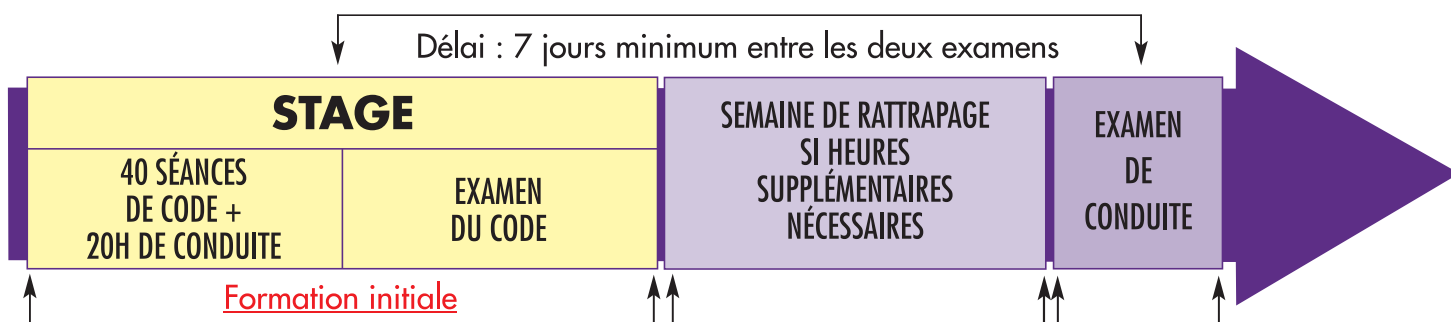 Délai : 7 jours minimum entre les deux examens
STAGE
40 SÉANCES
DE CODE +
20H DE CONDUITE
EXAMEN
DU CODE
SEMAINE DE RATTRAPAGE
SI HEURES
SUPPLÉMENTAIRES
NÉCESSAIRES
EXAMEN
DE
CONDUITE
Formation initiale